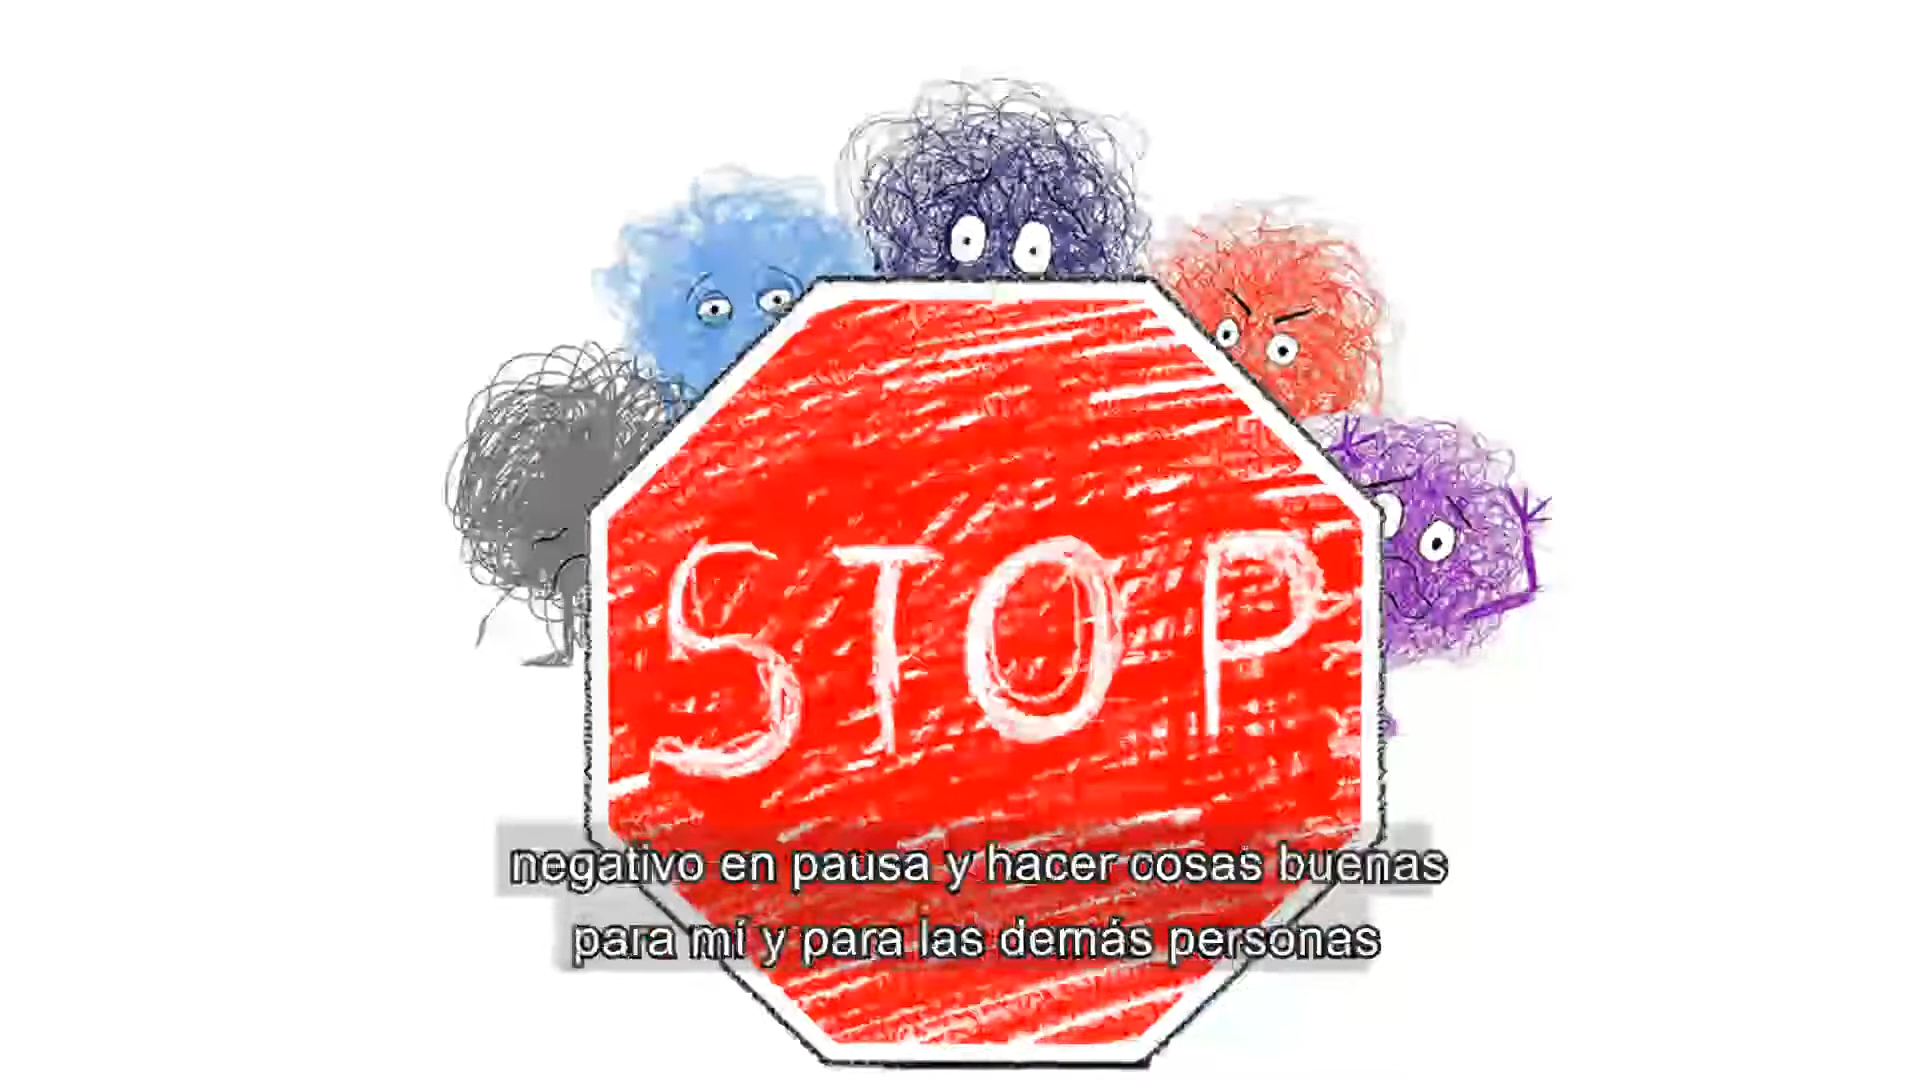 STOP
negativo en pausa y hacer cosas buenas
para mí y para las demás personas